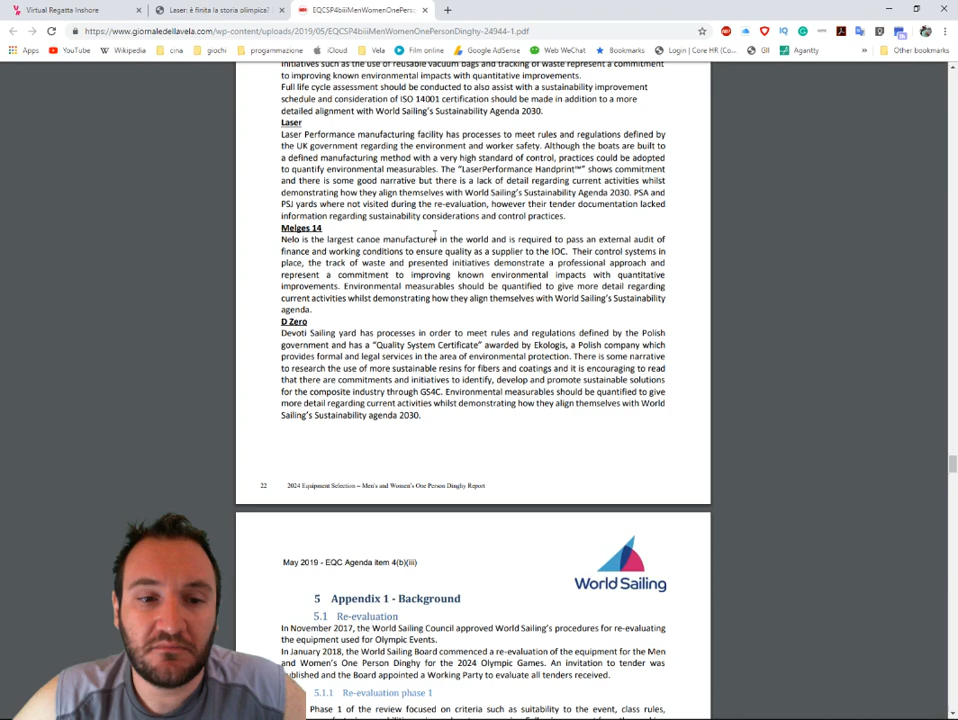 Virtual Regatta Inshore
Laser: è finita la storia olimpica?
EQCSP4biiiMenWomenOnePerson
https://www.giornaledellavela.com/wp-content/uploads/2019/05/EQCSP4biiiMenWomenOnePersonDinghy-24944-1.pdf
Apps YouTube Wikipedia cina giochi progammazione iCloud Vela Film online Google AdSense Web WeChat Bookmarks Login | Core HR (Co... GII Agantty Other bookmarks
initiatives such as the use of reusable vacuum bags and tracking of waste represent a commitment
to improving known environmental impacts with quantitative improvements.
Full life cycle assessment should be conducted to also assist with a sustainability improvement
schedule and consideration of ISO 14001 certification should be made in addition to a more
detailed alignment with World Sailing's Sustainability Agenda 2030.
Laser
Laser Performance manufacturing facility has processes to meet rules and regulations defined by
the UK government regarding the environment and worker safety. Although the boats are built to
a defined manufacturing method with a very high standard of control, practices could be adopted
to quantify environmental measurables. The "LaserPerformance Handprint™" shows commitment
and there is some good narrative but there is a lack of detail regarding current activities whilst
demonstrating how they align themselves with World Sailing's Sustainability Agenda 2030. PSA and
PSJ yards where not visited during the re-evaluation, however their tender documentation lacked
information regarding sustainability considerations and control practices.
Melges 14
Nelo is the largest canoe manufacturer in the world and is required to pass an external audit of
finance and working conditions to ensure quality as a supplier to the IOC. Their control systems in
place, the track of waste and presented initiatives demonstrate a professional approach and
represent a commitment to improving known environmental impacts with quantitative
improvements. Environmental measurables should be quantified to give more detail regarding
current activities whilst demonstrating how they align themselves with World Sailing's Sustainability
agenda.
D Zero
Devoti Sailing yard has processes in order to meet rules and regulations defined by the Polish
government and has a "Quality System Certificate" awarded by Ekologis, a Polish company which
provides formal and legal services in the area of environmental protection. There is some narrative
to research the use of more sustainable resins for fibers and coatings and it is encouraging to read
that there are commitments and initiatives to identify, develop and promote sustainable solutions
for the composite industry through GS4C. Environmental measurables should be quantified to give
more detail regarding current activities whilst demonstrating how they align themselves with World
Sailing's Sustainability agenda 2030.
22 2024 Equipment Selection – Men's and Women's One Person Dinghy Report
May 2019 - EQC Agenda item 4(b)(iii)
World Sailing
5 Appendix 1 - Background
5.1 Re-evaluation
In November 2017, the World Sailing Council approved World Sailing's procedures for re-evaluating
the equipment used for Olympic Events.
In January 2018, the World Sailing Board commenced a re-evaluation of the equipment for the Men
and Women's One Person Dinghy for the 2024 Olympic Games. An invitation to tender was
published and the Board appointed a Working Party to evaluate all tenders received.
5.1.1 Re-evaluation phase 1
Phase 1 of the review focused on criteria such as suitability to the event, class rules,